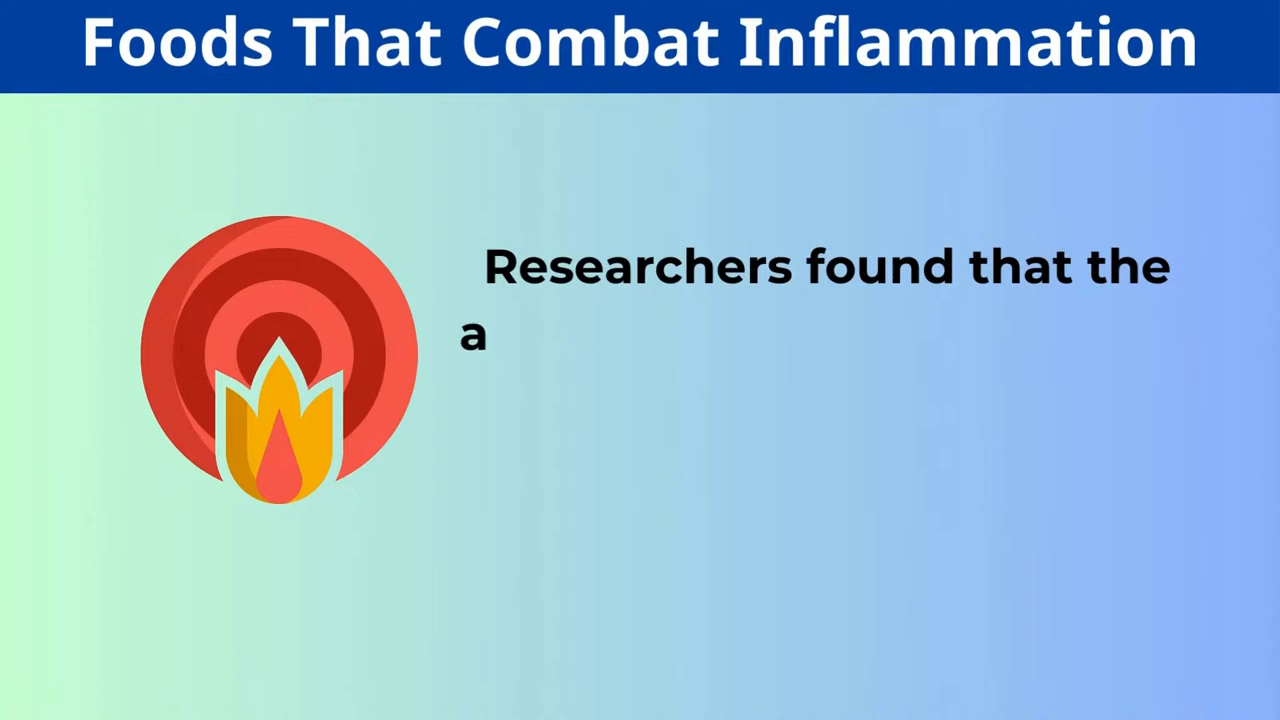 Foods That Combat Inflammation
Researchers found that the
a